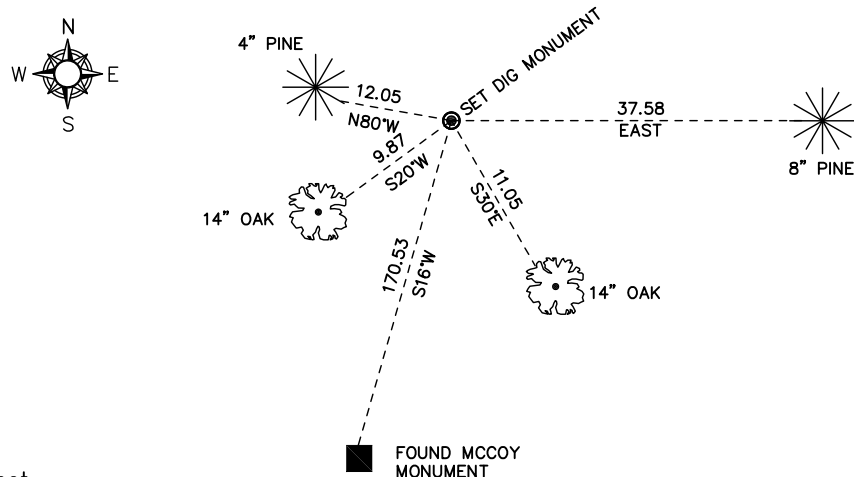 N
W E
S
4" PINE
12.05
N80°W
SET DIG MONUMENT
37.58
EAST
8" PINE
9.87
S20°W
14" OAK
11.05
S30°E
14" OAK
170.53
S16°W
FOUND MCCOY
MONUMENT